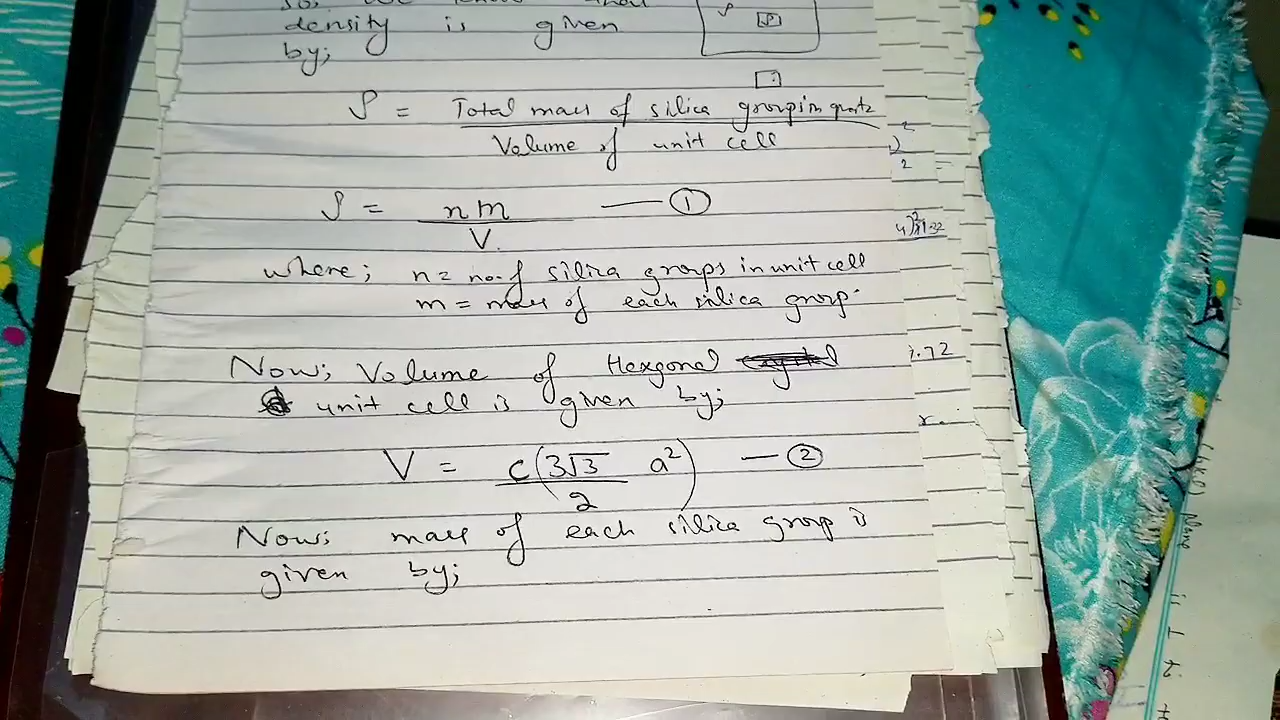 density is given
by;
ρ = Total mass of silica group in quartz / Volume of unit cell
ρ = nm / V —— ①
where; n = no. of silica groups in unit cell
m = mass of each silica group.
Now; Volume of Hexgonal
unit cell is given by;
V = c(3√3 / 2 a²) — ②
Now; mass of each silica group is
given by;